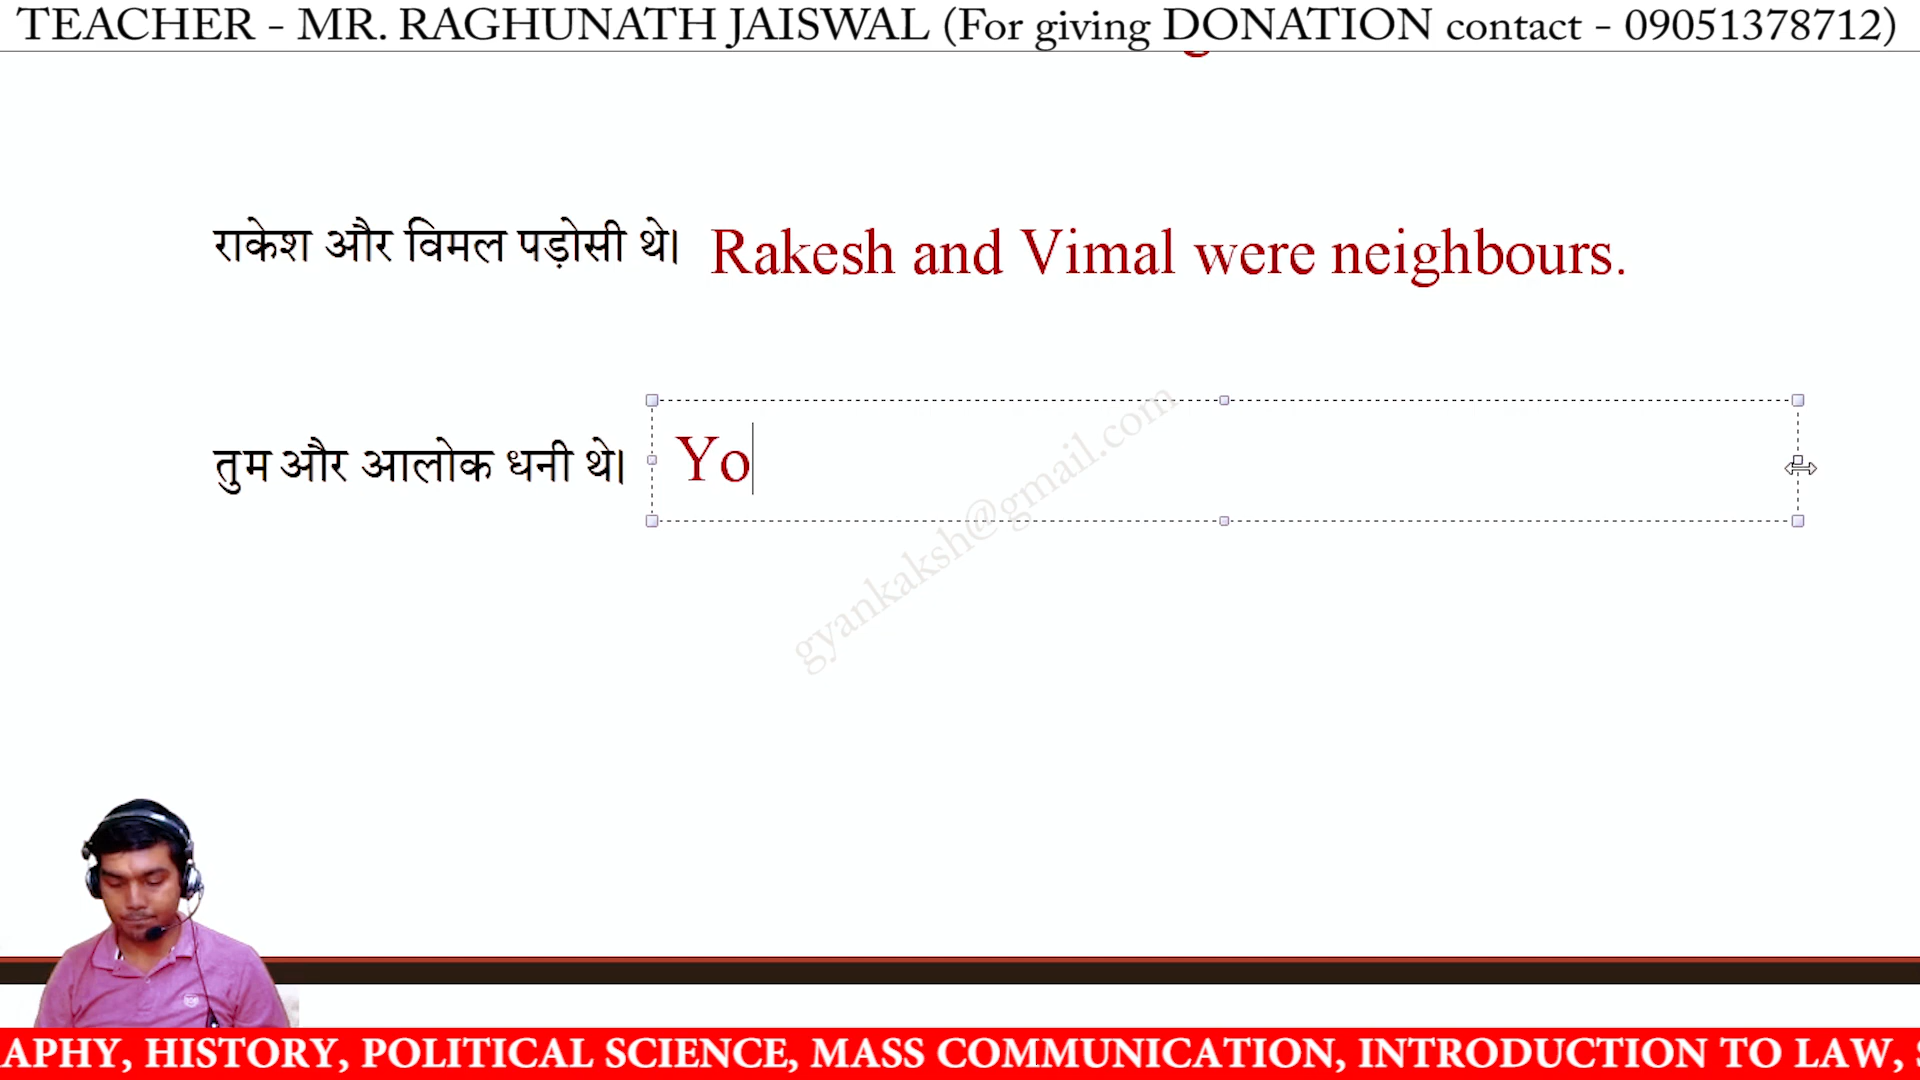 TEACHER - MR. RAGHUNATH JAISWAL (For giving DONATION contact - 09051378712)
राकेश और विमल पड़ोसी थे। Rakesh and Vimal were neighbours.
तुम और आलोक धनी थे। Yo
gyankaksh@gmail.com
APHY, HISTORY, POLITICAL SCIENCE, MASS COMMUNICATION, INTRODUCTION TO LAW,